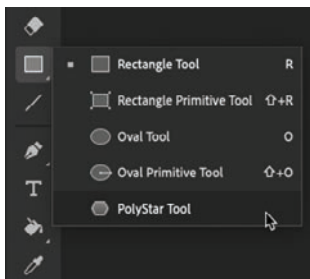 Rectangle Tool R
Rectangle Primitive Tool ⇧+R
Oval Tool O
Oval Primitive Tool ⇧+O
T
PolyStar Tool